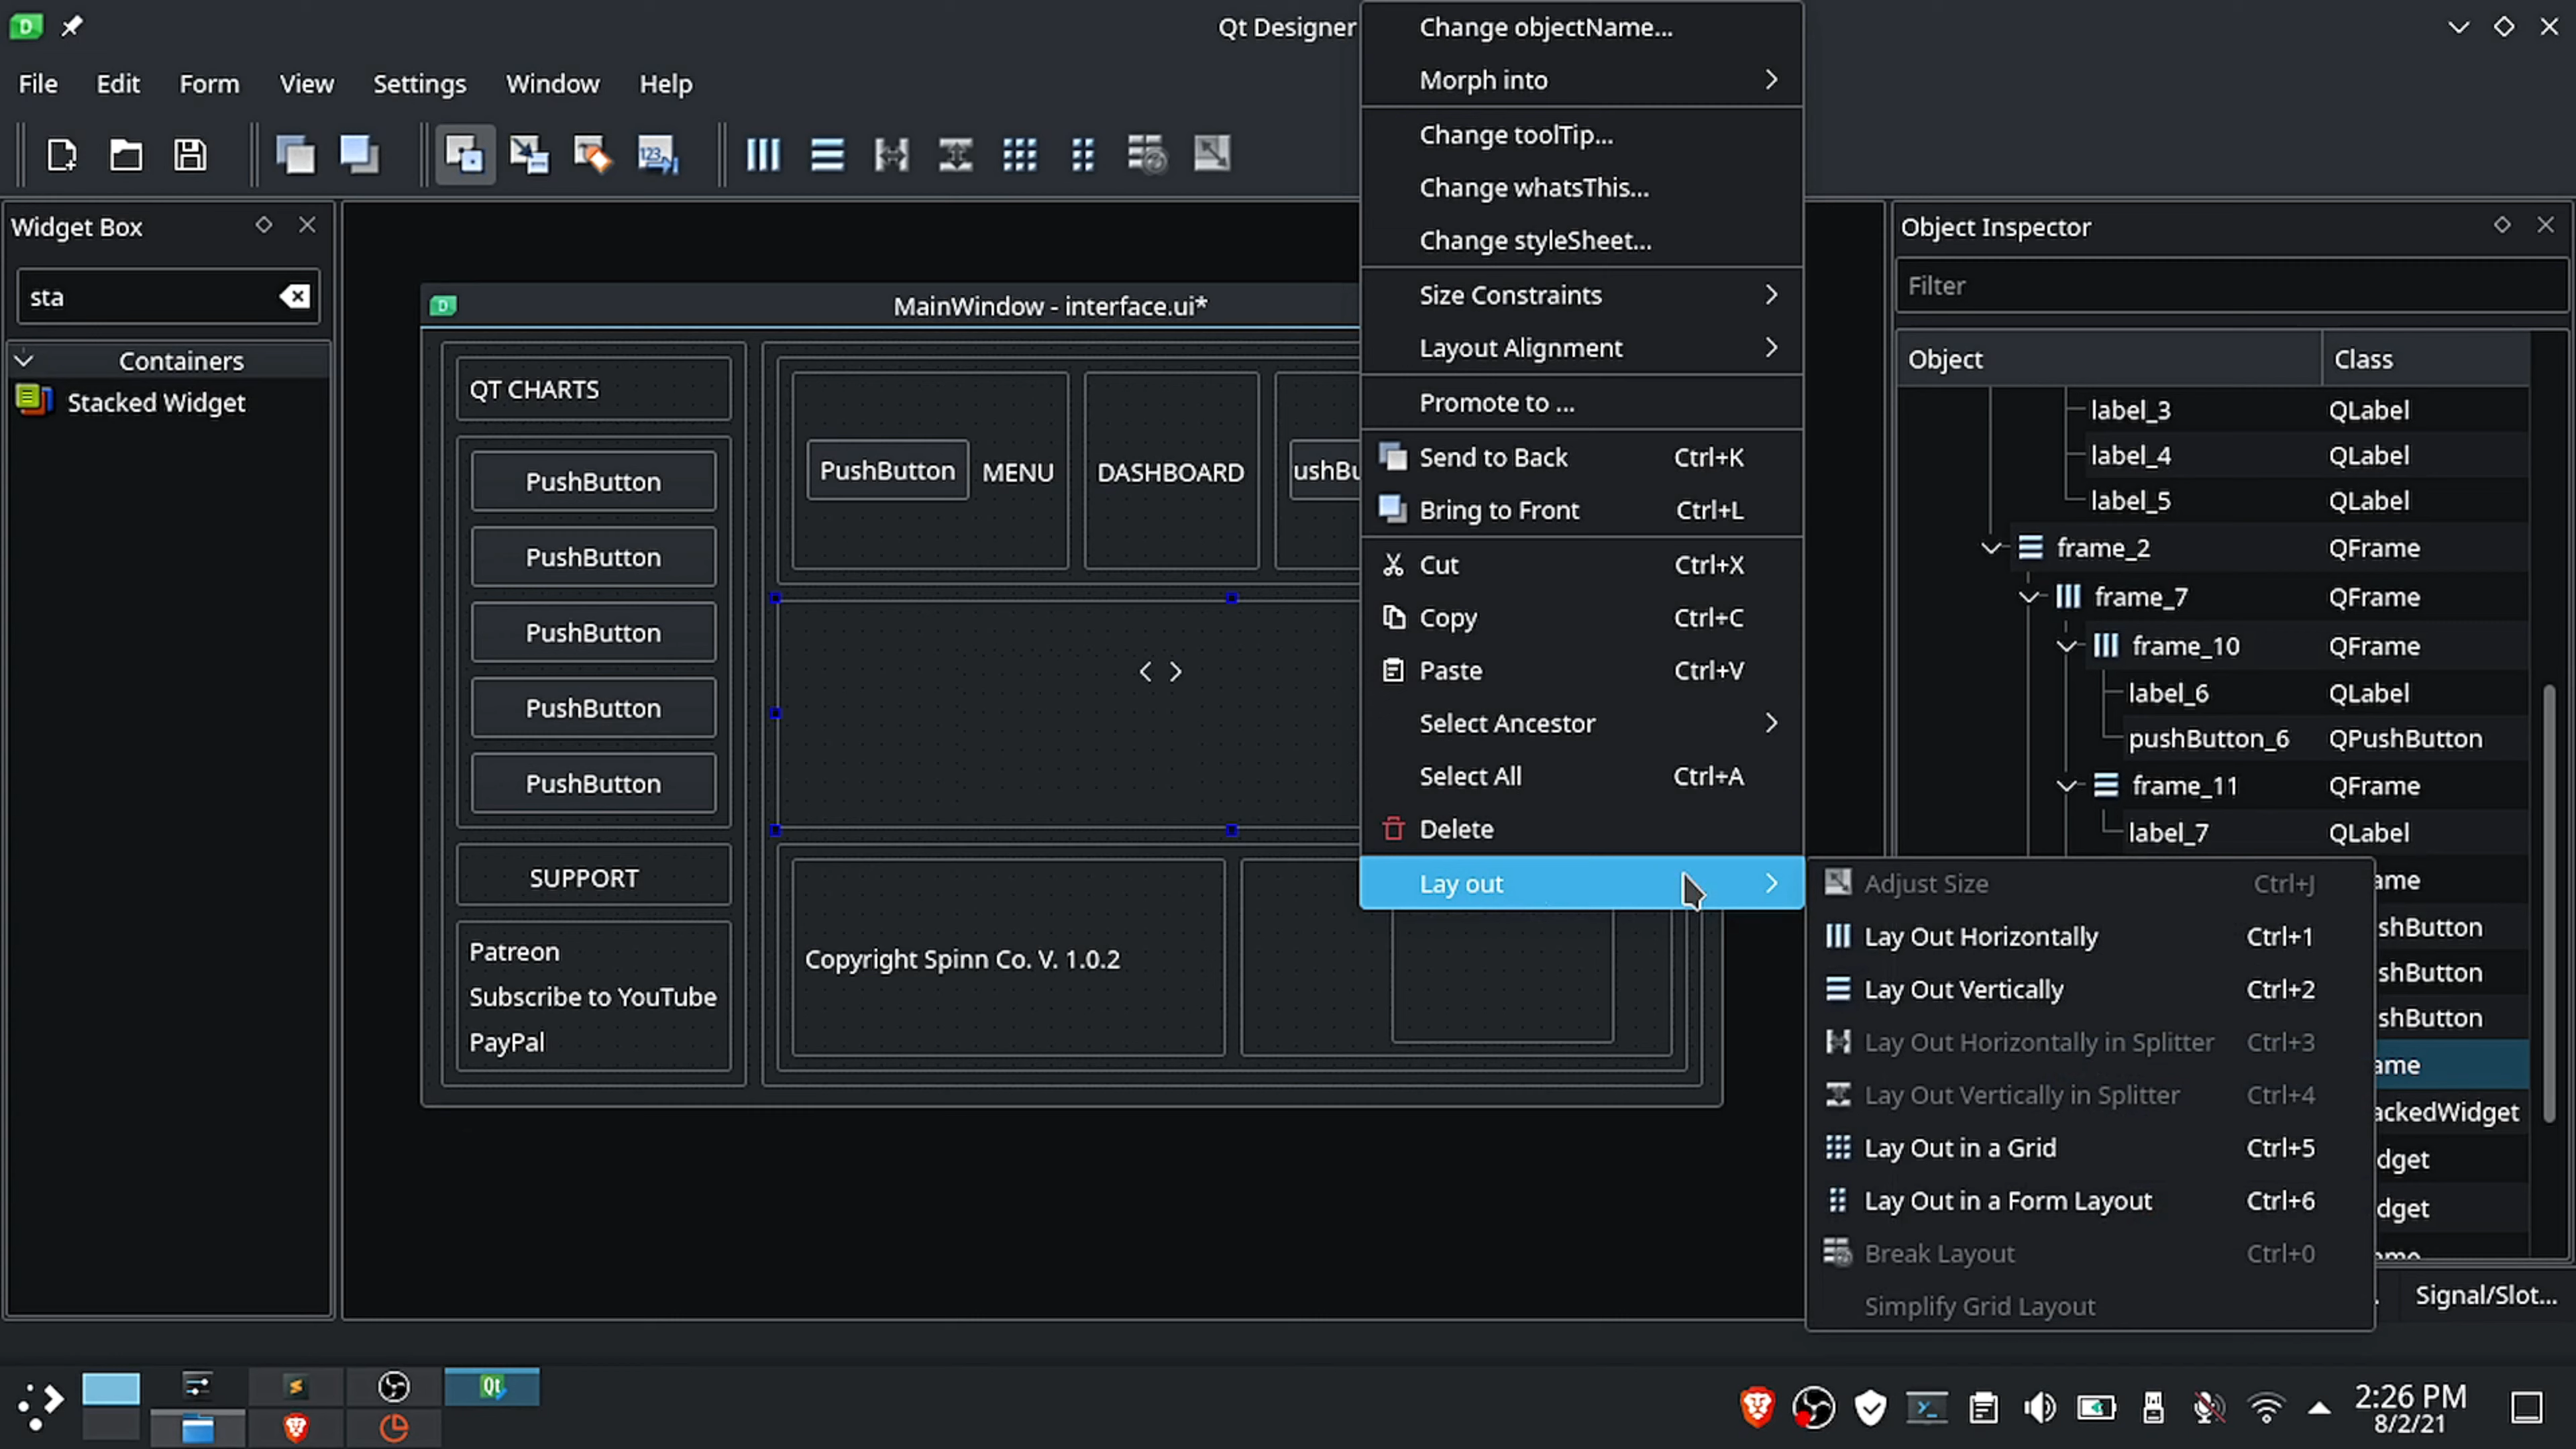 Qt Designer
File Edit Form View Settings Window Help
Widget Box
sta
Containers
Stacked Widget
MainWindow - interface.ui*
QT CHARTS
PushButton
PushButton
PushButton
PushButton
PushButton
SUPPORT
Patreon
Subscribe to YouTube
PayPal
PushButton MENU DASHBOARD
Copyright Spinn Co. V. 1.0.2
Change objectName...
Morph into
Change toolTip...
Change whatsThis...
Change styleSheet...
Size Constraints
Layout Alignment
Promote to ...
Send to Back Ctrl+K
Bring to Front Ctrl+L
Cut Ctrl+X
Copy Ctrl+C
Paste Ctrl+V
Select Ancestor
Select All Ctrl+A
Delete
Lay out
Adjust Size Ctrl+J
Lay Out Horizontally Ctrl+1
Lay Out Vertically Ctrl+2
Lay Out Horizontally in Splitter Ctrl+3
Lay Out Vertically in Splitter Ctrl+4
Lay Out in a Grid Ctrl+5
Lay Out in a Form Layout Ctrl+6
Break Layout Ctrl+0
Simplify Grid Layout
Object Inspector
Filter
Object Class
label_3 QLabel
label_4 QLabel
label_5 QLabel
frame_2 QFrame
frame_7 QFrame
frame_10 QFrame
label_6 QLabel
pushButton_6 QPushButton
frame_11 QFrame
label_7 QLabel
ame
shButton
shButton
shButton
ame
ackedWidget
dget
dget
Signal/Slot...
2:26 PM
8/2/21